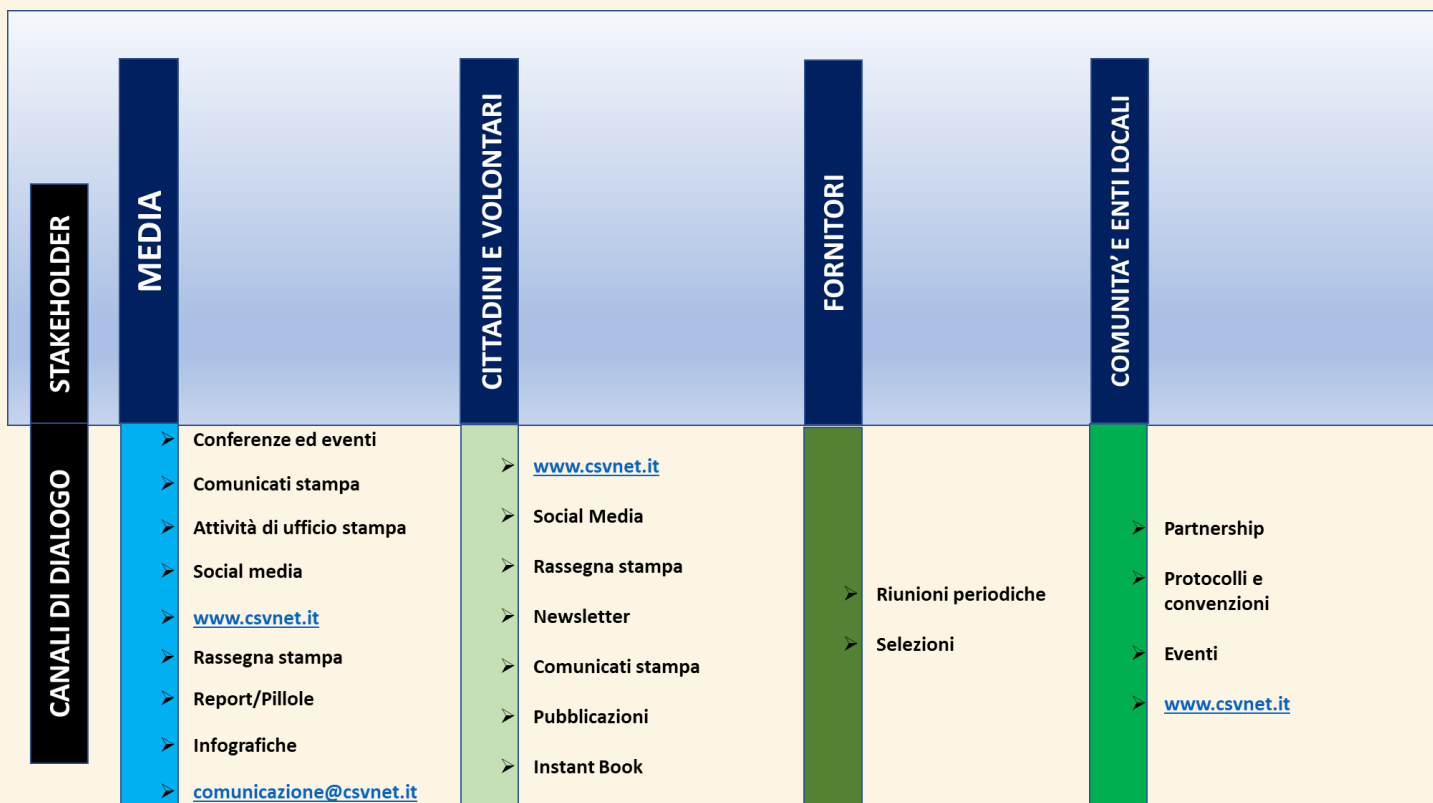 STAKEHOLDER
CANALI DI DIALOGO
MEDIA
Conferenze ed eventi
Comunicati stampa
Attività di ufficio stampa
Social media
www.csvnet.it
Rassegna stampa
Report/Pillole
Infografiche
comunicazione@csvnet.it
CITTADINI E VOLONTARI
www.csvnet.it
Social Media
Rassegna stampa
Newsletter
Comunicati stampa
Pubblicazioni
Instant Book
FORNITORI
Riunioni periodiche
Selezioni
COMUNITA’ E ENTI LOCALI
Partnership
Protocolli e
convenzioni
Eventi
www.csvnet.it